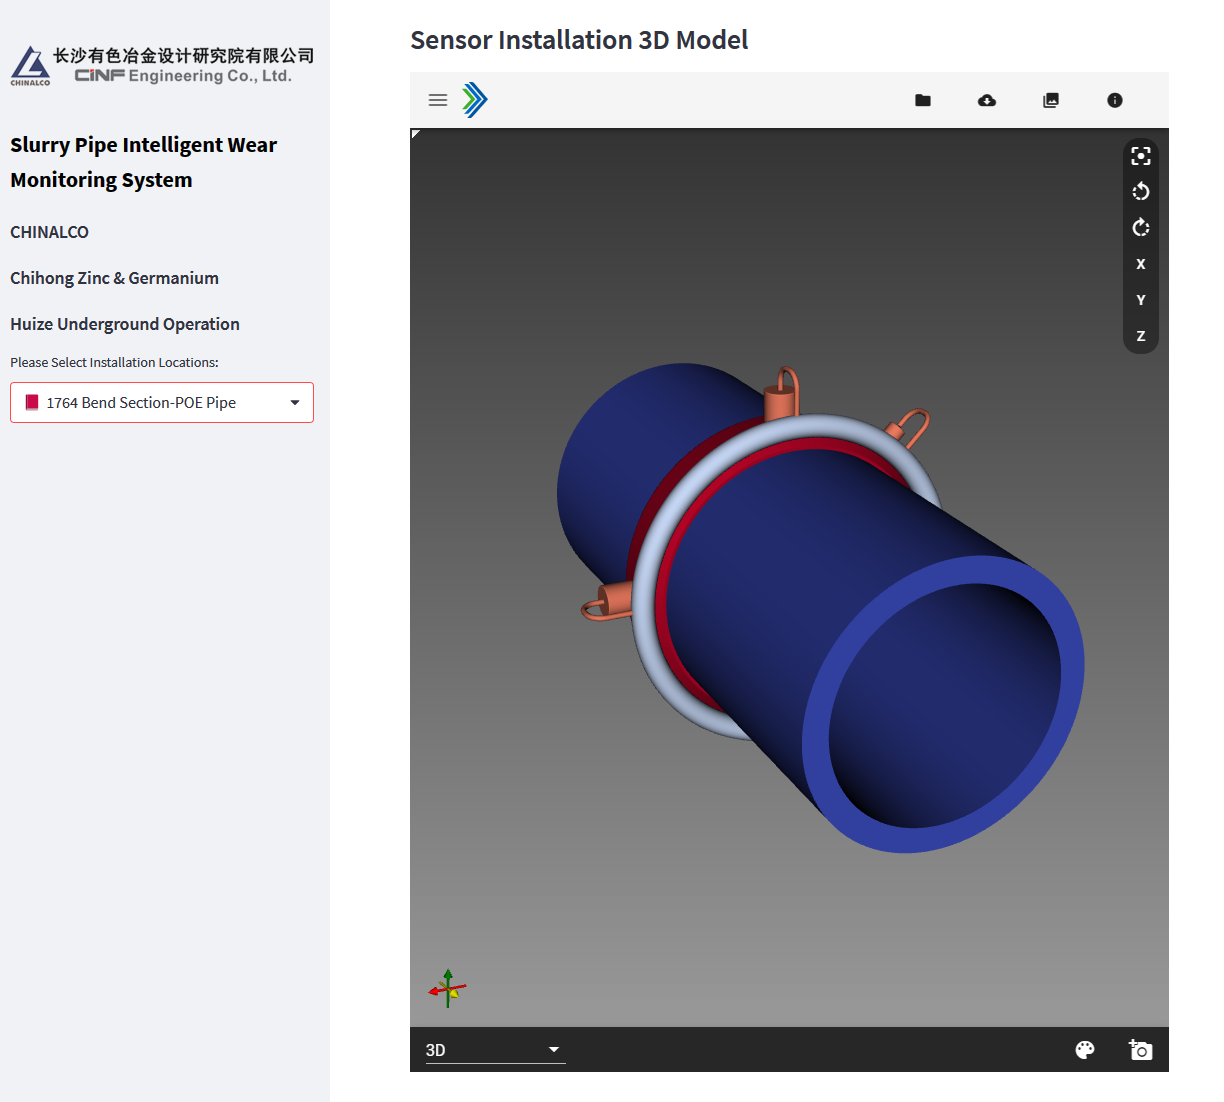 长沙有色冶金设计研究院有限公司
CINF Engineering Co., Ltd.
CHINALCO
Slurry Pipe Intelligent Wear
Monitoring System
CHINALCO
Chihong Zinc & Germanium
Huize Underground Operation
Please Select Installation Locations:
1764 Bend Section-POE Pipe
Sensor Installation 3D Model
X
Y
Z
3D